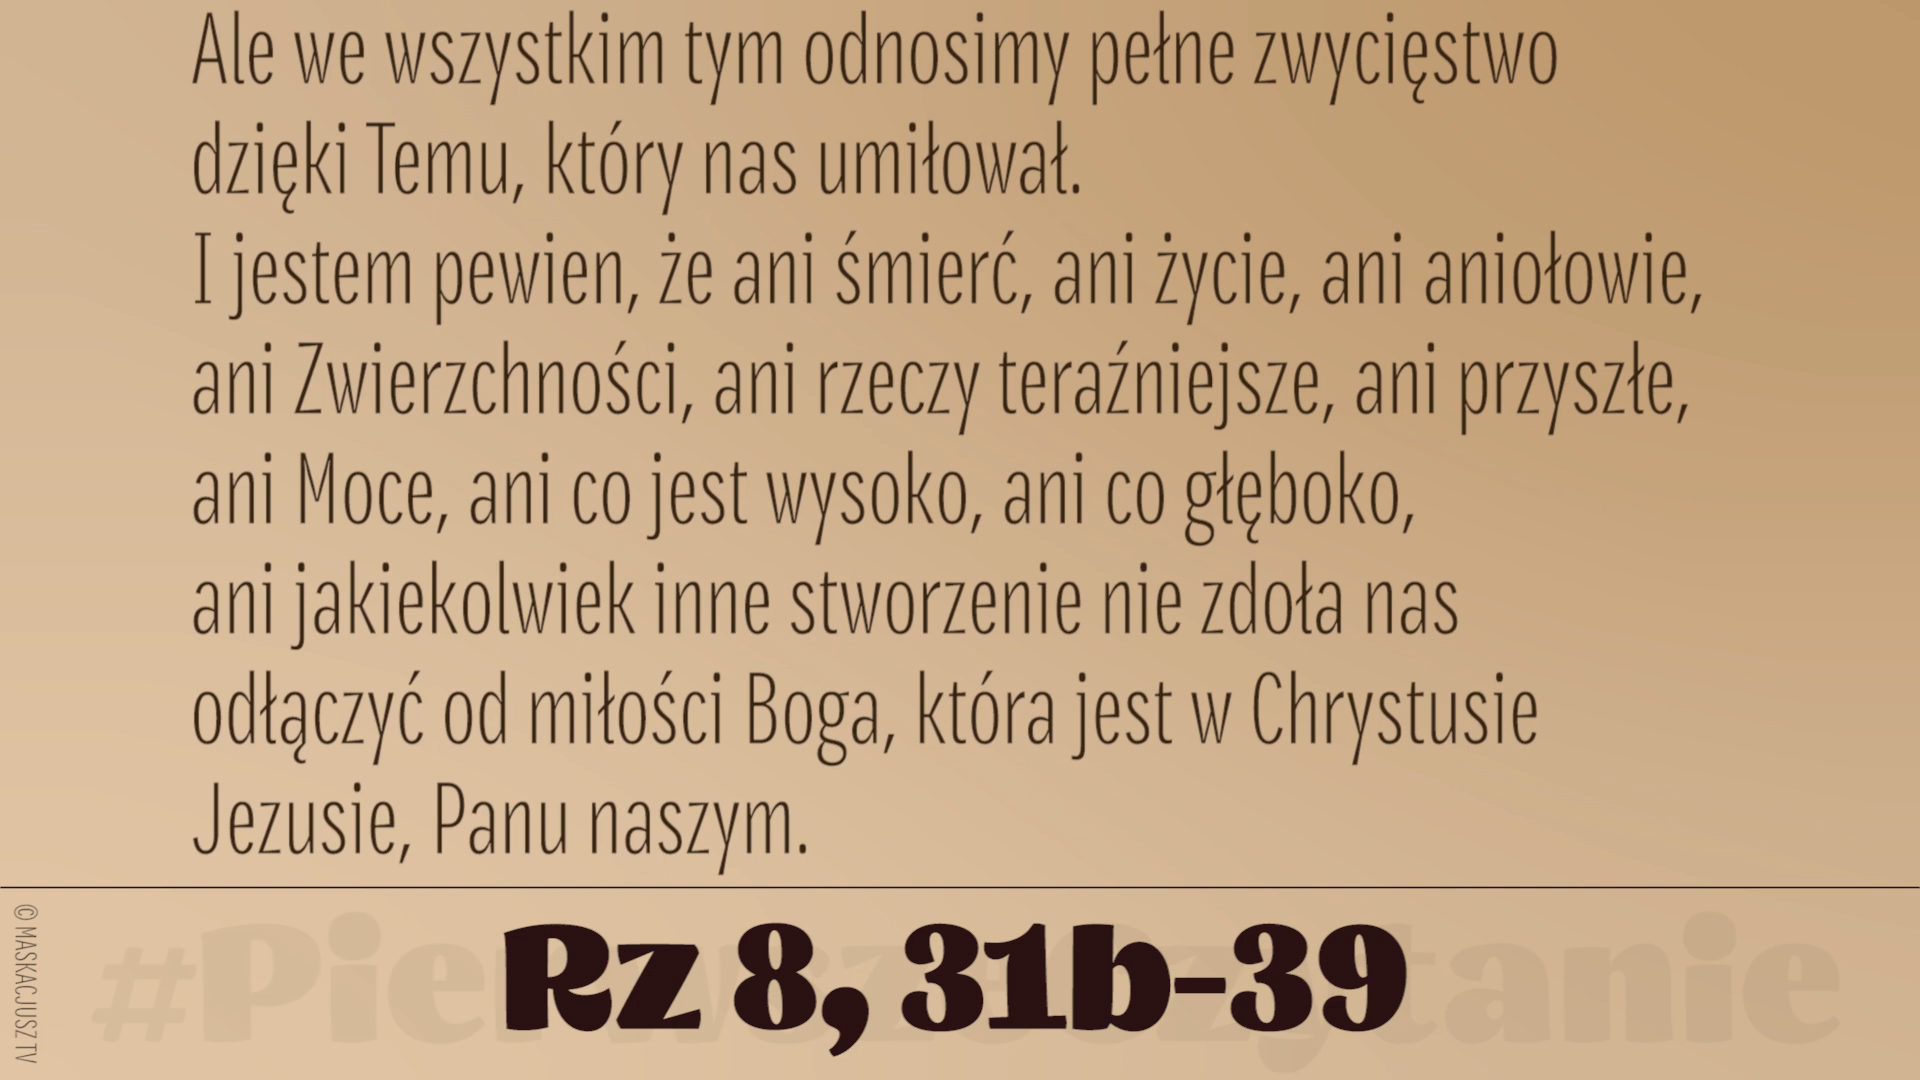 Ale we wszystkim tym odnosimy pełne zwycięstwo
dzięki Temu, który nas umiłował.
I jestem pewien, że ani śmierć, ani życie, ani aniołowie,
ani Zwierzchności, ani rzeczy teraźniejsze, ani przyszłe,
ani Moce, ani co jest wysoko, ani co głęboko,
ani jakiekolwiek inne stworzenie nie zdoła nas
odłączyć od miłości Boga, która jest w Chrystusie
Jezusie, Panu naszym.
#PierwszeCzytanie
Rz 8, 31b-39
© MASKACJUSZ TV